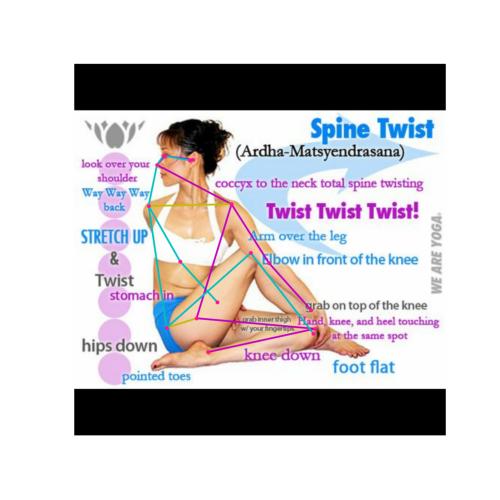 Spine Twist
(Ardha-Matsyendrasana)
look over your
shoulder
Way Way Way
back
coccyx to the neck total spine twisting
Twist Twist Twist!
STRETCH UP
&
Twist
Arm over the leg
Elbow in front of the knee
WE ARE YOGA
stomach in
grab on top of the knee
grab inner thigh
w/ your fingertips
Hand, knee, and heel touching
at the same spot
hips down
knee down
foot flat
pointed toes